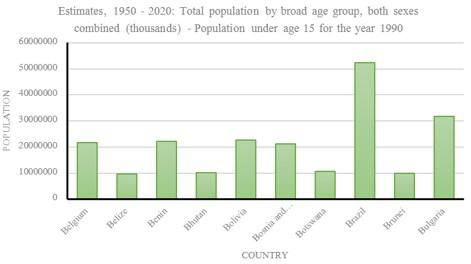 Estimates, 1950 - 2020: Total population by broad age group, both sexes
combined (thousands) - Population under age 15 for the year 1990
60000000
50000000
40000000
30000000
20000000
10000000
0
POPULATION
Belgium
Belize
Benin
Bhutan
Bolivia
Bosnia and...
Botswana
Brazil
Brunei
Bulgaria
COUNTRY